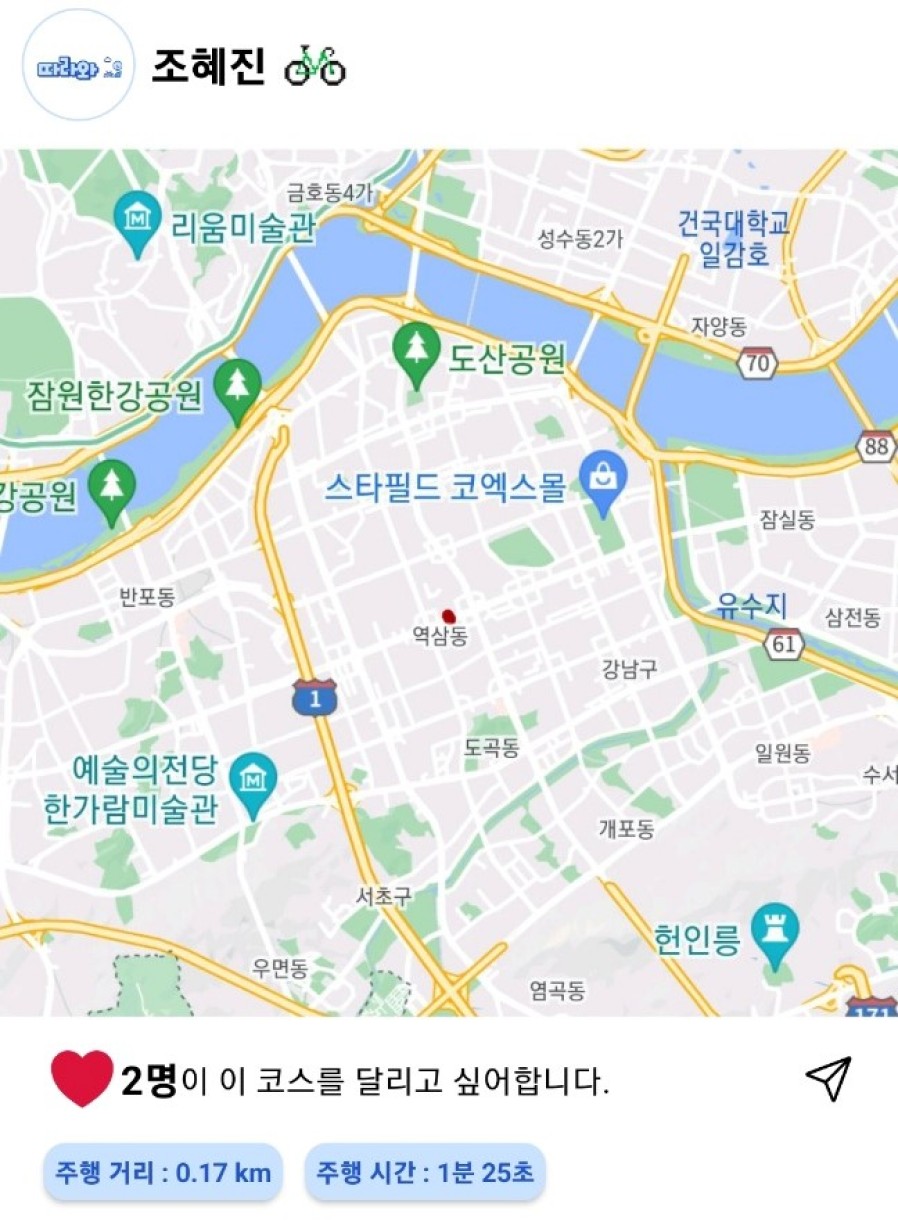 따라와
조혜진
금호동4가
리움미술관
성수동2가
건국대학교
일감호
자양동
70
도산공원
잠원한강공원
88
강공원
스타필드 코엑스몰
잠실동
반포동
유수지
삼전동
역삼동
61
강남구
1
도곡동
일원동
예술의전당
한가람미술관
수서
개포동
서초구
헌인릉
우면동
염곡동
171
2명이 이 코스를 달리고 싶어합니다.
주행 거리 : 0.17 km
주행 시간 : 1분 25초